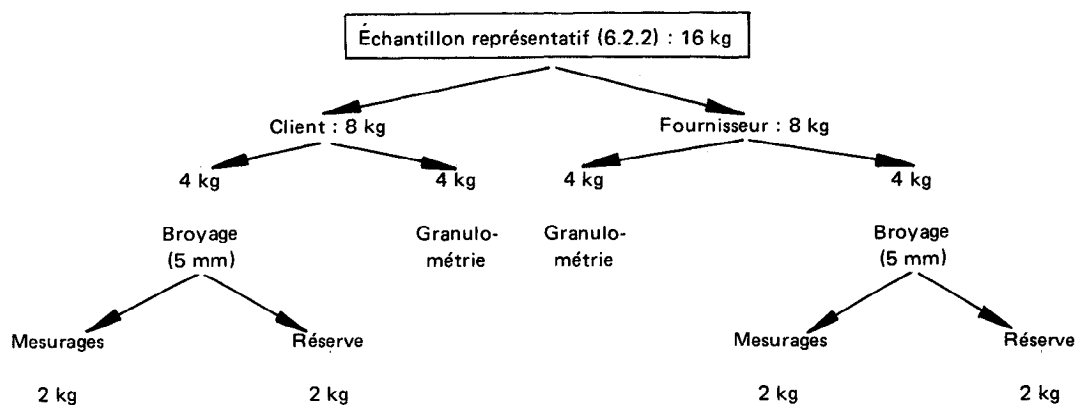 Échantillon représentatif (6.2.2) : 16 kg
Client : 8 kg
Fournisseur : 8 kg
4 kg
4 kg
4 kg
4 kg
Broyage
(5 mm)
Granulo-
métrie
Granulo-
métrie
Broyage
(5 mm)
Mesurages
Réserve
Mesurages
Réserve
2 kg
2 kg
2 kg
2 kg